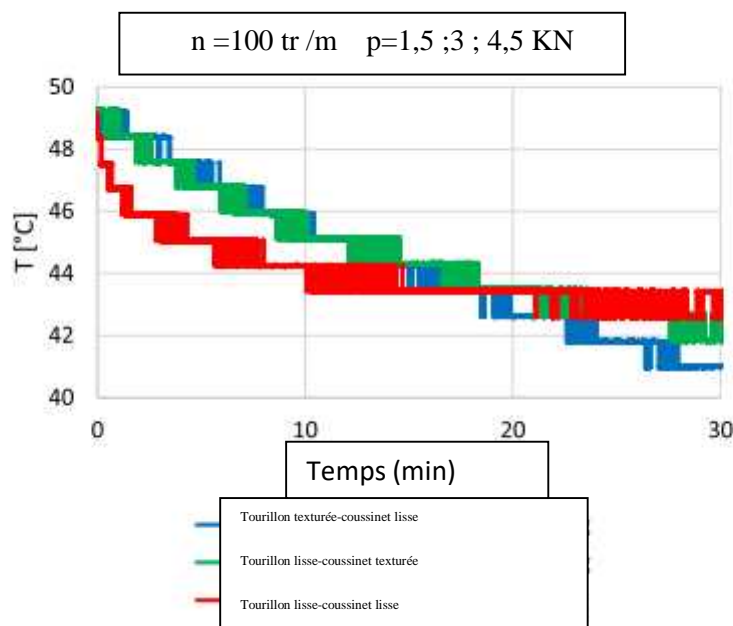 n =100 tr /m p=1,5 ;3 ; 4,5 KN
T [°C]
50
48
46
44
42
40
0 10 20 30
Temps (min)
Tourillon texturée-coussinet lisse
Tourillon lisse-coussinet texturée
Tourillon lisse-coussinet lisse